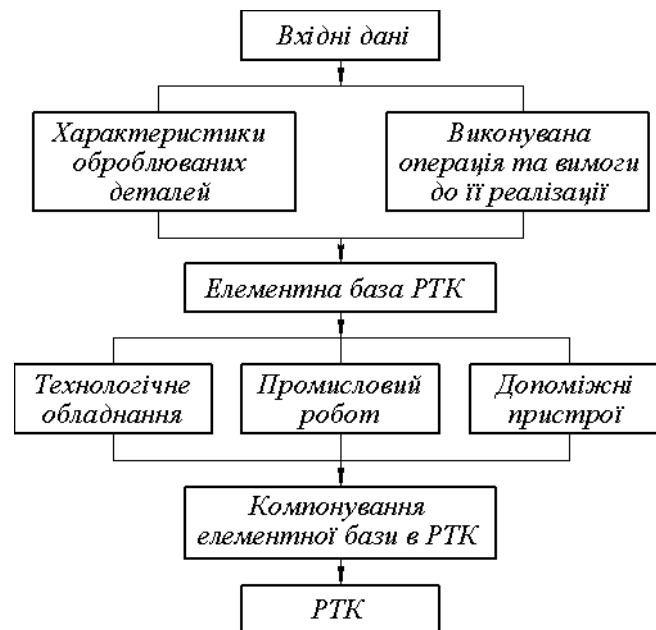 Вхідні дані
Характеристики
оброблюваних
деталей
Виконувана
операція та вимоги
до її реалізації
Елементна база РТК
Технологічне
обладнання
Промисловий
робот
Допоміжні
пристрої
Компонування
елементної бази в РТК
РТК